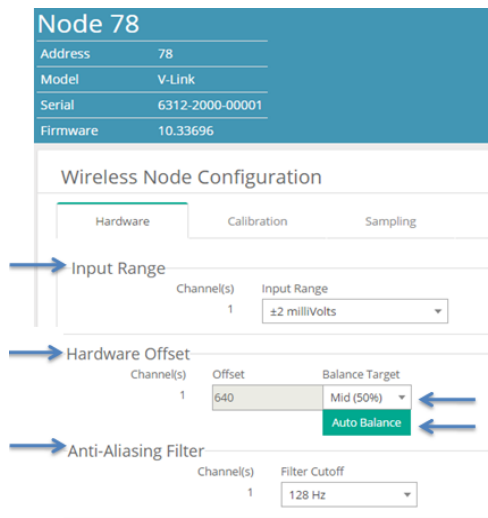 Node 78
Address 78
Model V-Link
Serial 6312-2000-00001
Firmware 10.33696
Wireless Node Configuration
Hardware Calibration Sampling
Input Range
Channel(s) Input Range
1 ±2 milliVolts
Hardware Offset
Channel(s) Offset Balance Target
1 640 Mid (50%)
Auto Balance
Anti-Aliasing Filter
Channel(s) Filter Cutoff
1 128 Hz